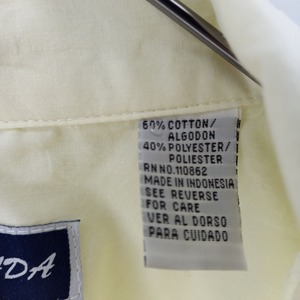 60% COTTON/
ALGODON
40% POLYESTER/
POLIESTER
RN NO.110862
MADE IN INDONESIA
SEE REVERSE
FOR CARE
VER AL DORSO
PARA CUIDADO